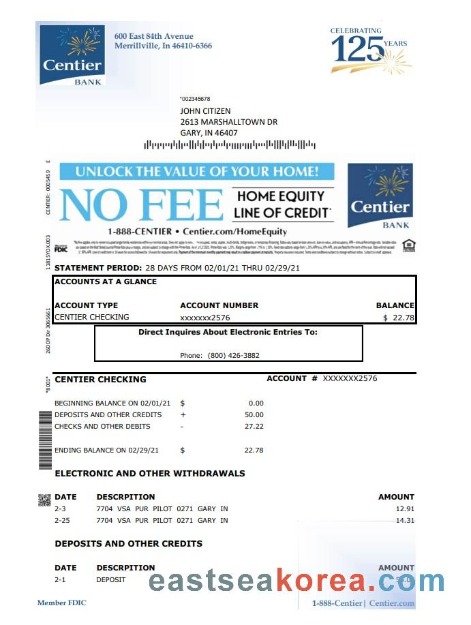 Centier
BANK
600 East 84th Avenue
Merrillville, In 46410-6366
CELEBRATING
125 YEARS
*002345678
JOHN CITIZEN
2613 MARSHALLTOWN DR
GARY, IN 46407
UNLOCK THE VALUE OF YOUR HOME!
NO FEE
HOME EQUITY
LINE OF CREDIT
1-888-CENTIER • Centier.com/HomeEquity
Centier
BANK
FDIC
STATEMENT PERIOD: 28 DAYS FROM 02/01/21 THRU 02/29/21
ACCOUNTS AT A GLANCE
ACCOUNT TYPE ACCOUNT NUMBER BALANCE
CENTIER CHECKING xxxxxxx2576 $ 22.78
Direct Inquires About Electronic Entries To:
Phone: (800) 426-3882
CENTIER CHECKING ACCOUNT # XXXXXXX2576
BEGINNING BALANCE ON 02/01/21 $ 0.00
DEPOSITS AND OTHER CREDITS + 50.00
CHECKS AND OTHER DEBITS - 27.22
ENDING BALANCE ON 02/29/21 $ 22.78
ELECTRONIC AND OTHER WITHDRAWALS
DATE DESCRPITION AMOUNT
2-3 7704 VSA PUR PILOT 0271 GARY IN 12.91
2-25 7704 VSA PUR PILOT 0271 GARY IN 14.31
DEPOSITS AND OTHER CREDITS
DATE DESCRPITION AMOUNT
2-1 DEPOSIT
eastseakorea.com
Member FDIC 1-888-Centier| Centier.com